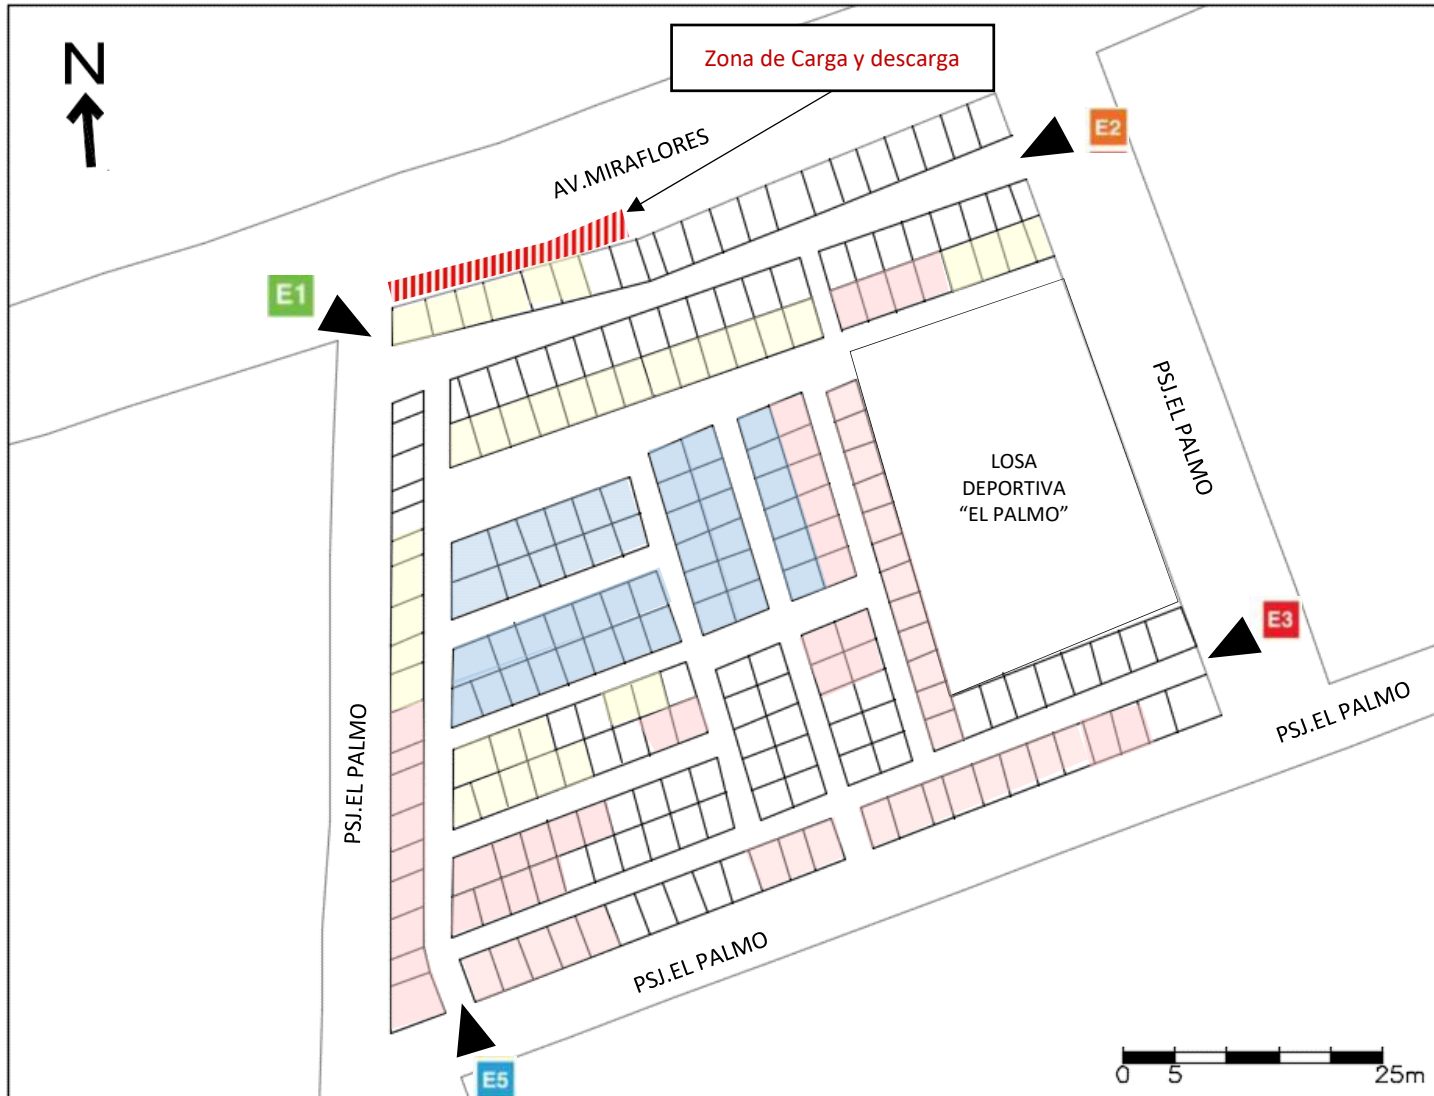 N
Zona de Carga y descarga
E2
AV.MIRAFLORES
E1
PSJ.EL PALMO
LOSA
DEPORTIVA
“EL PALMO”
E3
PSJ.EL PALMO
PSJ.EL PALMO
PSJ.EL PALMO
E5
0 5 25m